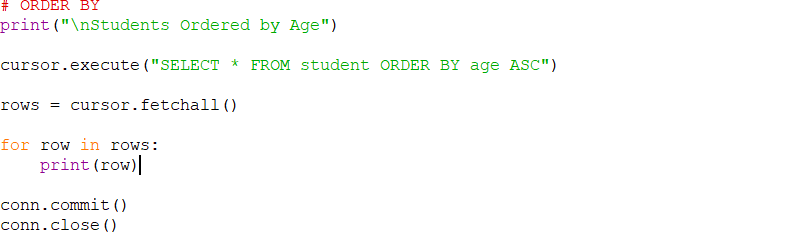 # ORDER BY
print("\nStudents Ordered by Age")
cursor.execute("SELECT * FROM student ORDER BY age ASC")
rows = cursor.fetchall()
for row in rows:
    print(row)
conn.commit()
conn.close()